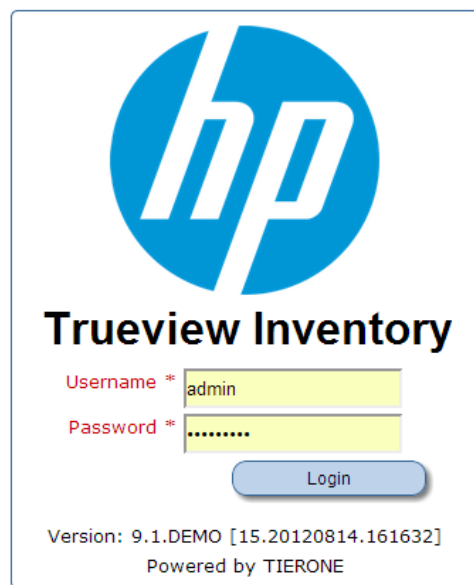 hp
Trueview Inventory
Username *
admin
Password *
•••••••••
Login
Version: 9.1.DEMO [15.20120814.161632]
Powered by TIERONE